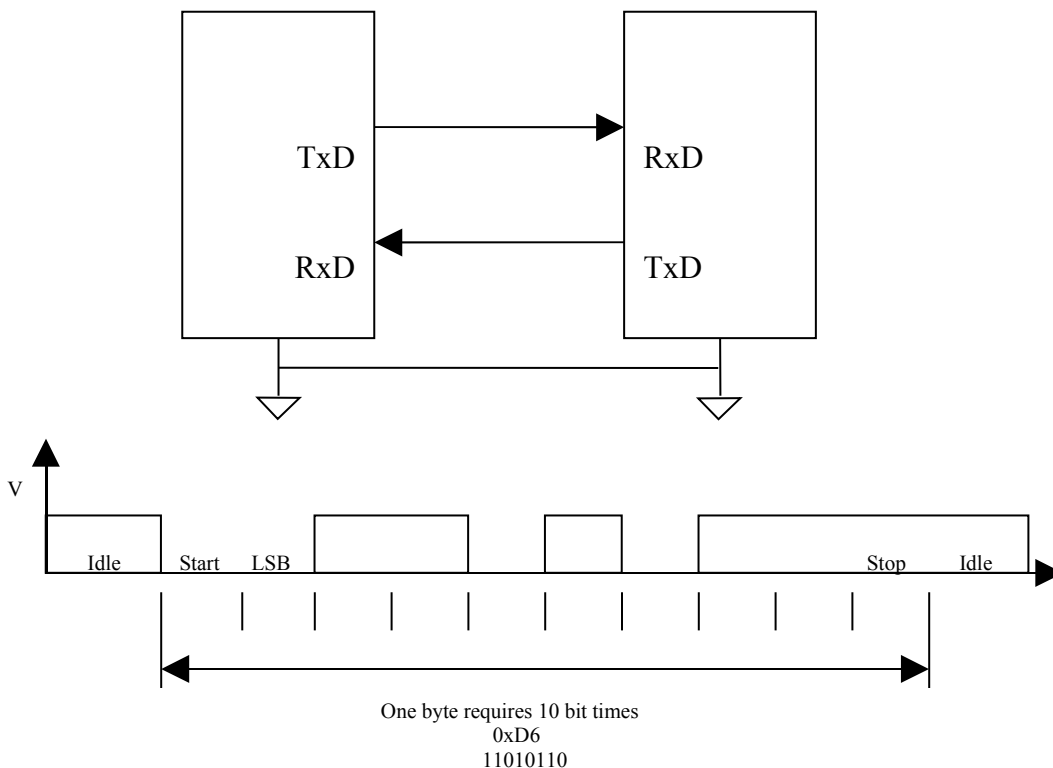 TxD RxD
RxD TxD
V
Idle Start LSB Stop Idle
One byte requires 10 bit times
0xD6
11010110